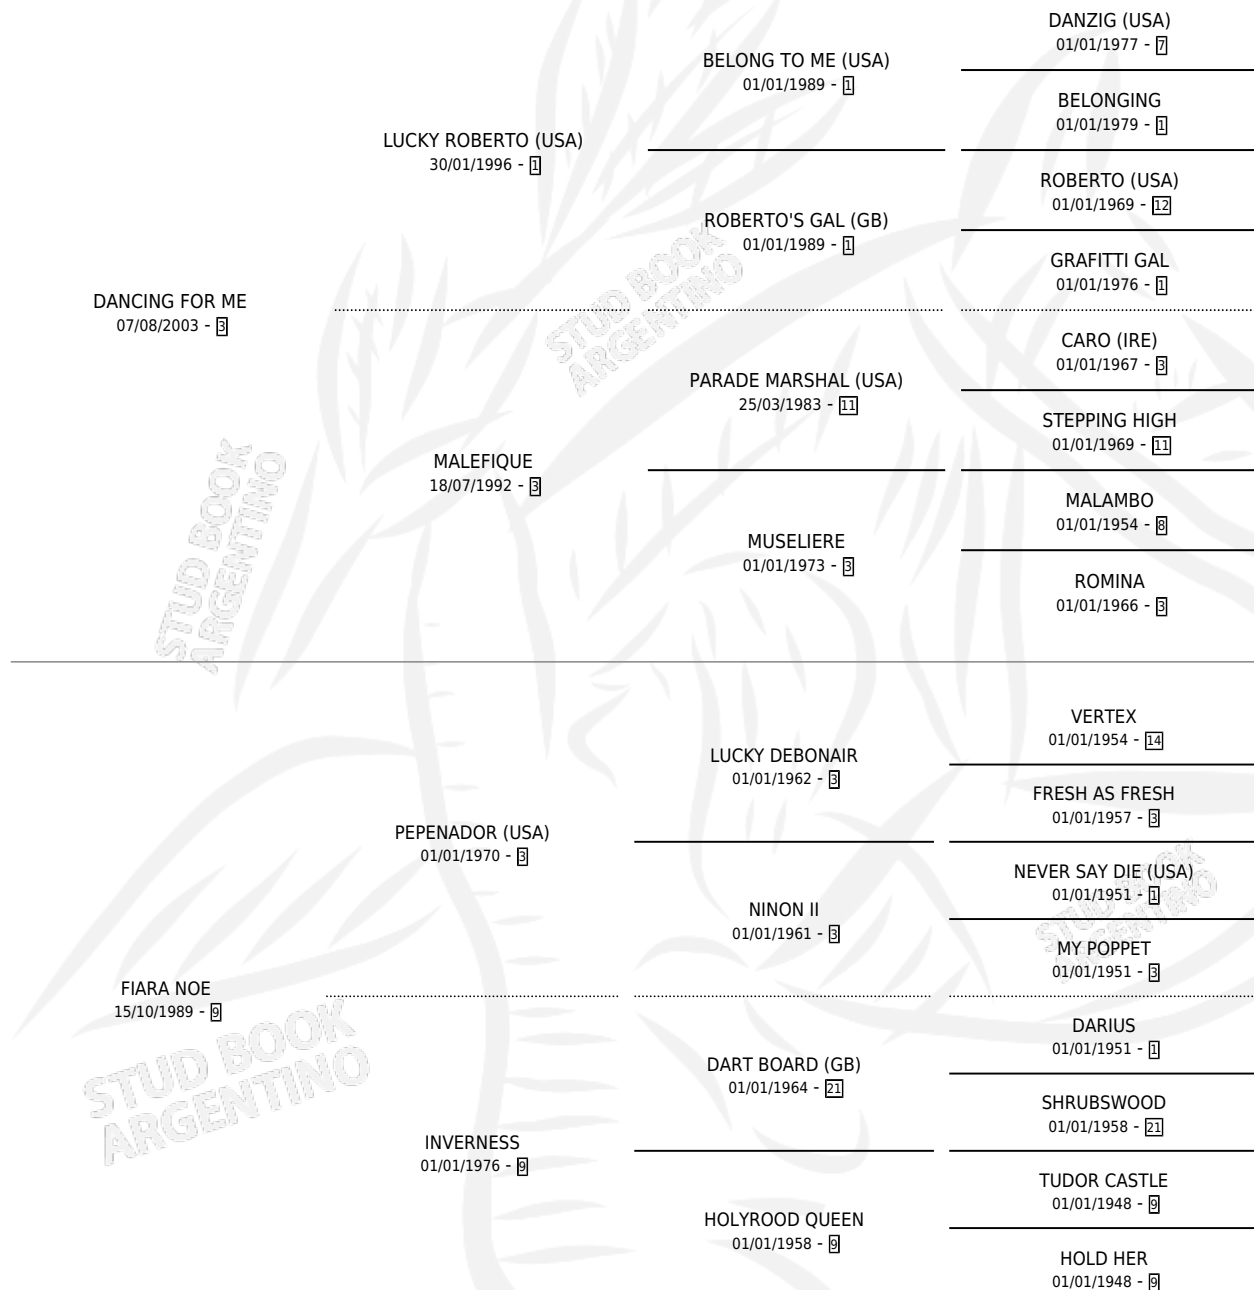 DANZIG (USA)
01/01/1977 - 7
BELONG TO ME (USA)
01/01/1989 - 1
BELONGING
01/01/1979 - 1
LUCKY ROBERTO (USA)
30/01/1996 - 1
ROBERTO (USA)
01/01/1969 - 12
ROBERTO'S GAL (GB)
01/01/1989 - 1
GRAFITTI GAL
01/01/1976 - 1
DANCING FOR ME
07/08/2003 - 3
STUD BOOK
ARGENTINO
CARO (IRE)
01/01/1967 - 3
PARADE MARSHAL (USA)
25/03/1983 - 11
STEPPING HIGH
01/01/1969 - 11
MALEFIQUE
18/07/1992 - 3
MALAMBO
01/01/1954 - 8
MUSELIERE
01/01/1973 - 3
ROMINA
01/01/1966 - 3
STUD BOOK
ARGENTINO
VERTEX
01/01/1954 - 14
LUCKY DEBONAIR
01/01/1962 - 3
FRESH AS FRESH
01/01/1957 - 3
PEPENADOR (USA)
01/01/1970 - 3
NEVER SAY DIE (USA)
01/01/1951 - 1
NINON II
01/01/1961 - 3
MY POPPET
01/01/1951 - 3
STUD BOOK
ARGENTINO
FIARA NOE
15/10/1989 - 9
DARIUS
01/01/1951 - 1
DART BOARD (GB)
01/01/1964 - 21
SHRUBSWOOD
01/01/1958 - 21
STUD BOOK
ARGENTINO
INVERNESS
01/01/1976 - 9
TUDOR CASTLE
01/01/1948 - 9
HOLYROOD QUEEN
01/01/1958 - 9
HOLD HER
01/01/1948 - 9